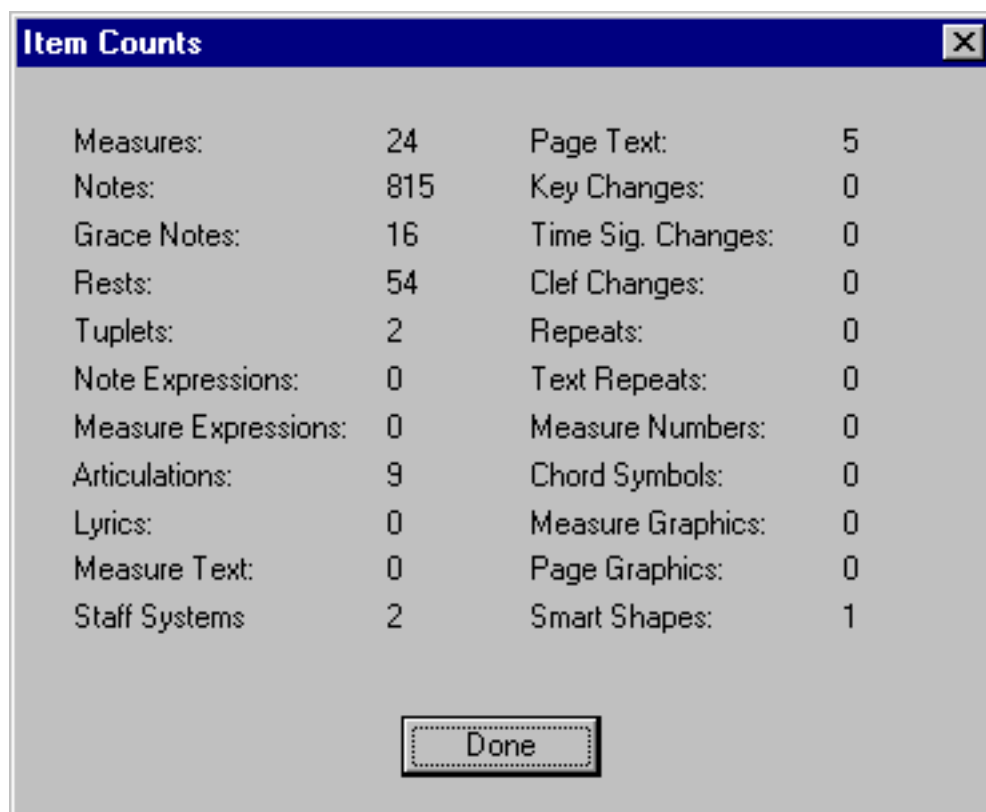 Item Counts
Measures: 24 Page Text: 5
Notes: 815 Key Changes: 0
Grace Notes: 16 Time Sig. Changes: 0
Rests: 54 Clef Changes: 0
Tuplets: 2 Repeats: 0
Note Expressions: 0 Text Repeats: 0
Measure Expressions: 0 Measure Numbers: 0
Articulations: 9 Chord Symbols: 0
Lyrics: 0 Measure Graphics: 0
Measure Text: 0 Page Graphics: 0
Staff Systems 2 Smart Shapes: 1
Done